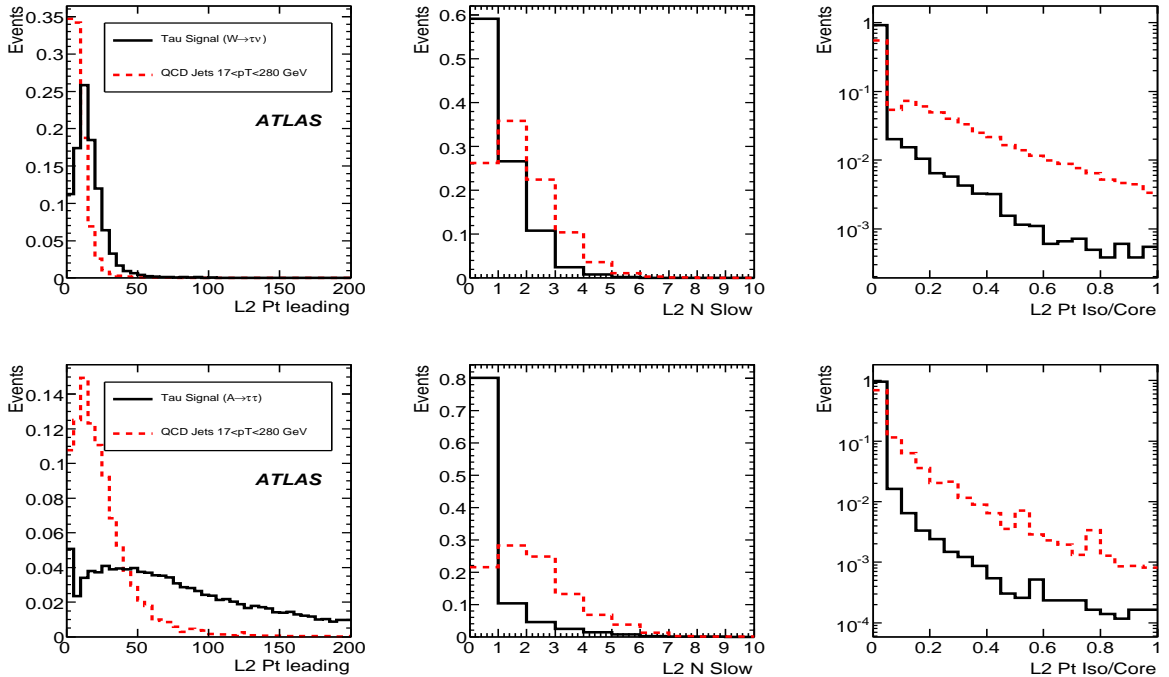 Events
0.35
0.3
0.25
0.2
0.15
0.1
0.05
0
Tau Signal (W→τν)
QCD Jets 17<pT<280 GeV
ATLAS
0 50 100 150 200
L2 Pt leading
Events
0.6
0.5
0.4
0.3
0.2
0.1
0.0
0 1 2 3 4 5 6 7 8 9 10
L2 N Slow
Events
1
10-1
10-2
10-3
0 0.2 0.4 0.6 0.8 1
L2 Pt Iso/Core
Events
0.14
0.12
0.1
0.08
0.06
0.04
0.02
0
Tau Signal (A→ττ)
QCD Jets 17<pT<280 GeV
ATLAS
0 50 100 150 200
L2 Pt leading
Events
0.8
0.7
0.6
0.5
0.4
0.3
0.2
0.1
0
0 1 2 3 4 5 6 7 8 9 10
L2 N Slow
Events
1
10-1
10-2
10-3
10-4
0 0.2 0.4 0.6 0.8 1
L2 Pt Iso/Core